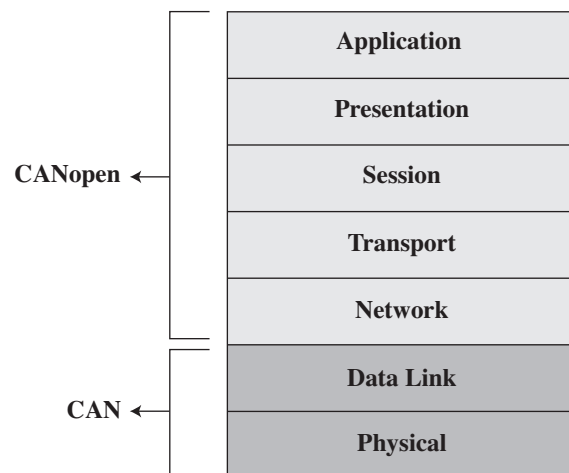 Application
Presentation
CANopen
Session
Transport
Network
Data Link
CAN
Physical